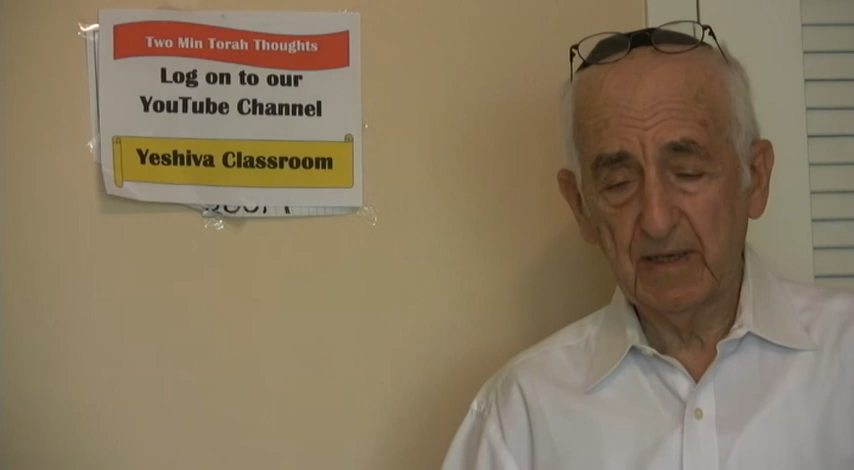 Two Min Torah Thoughts
Log on to our
YouTube Channel
Yeshiva Classroom